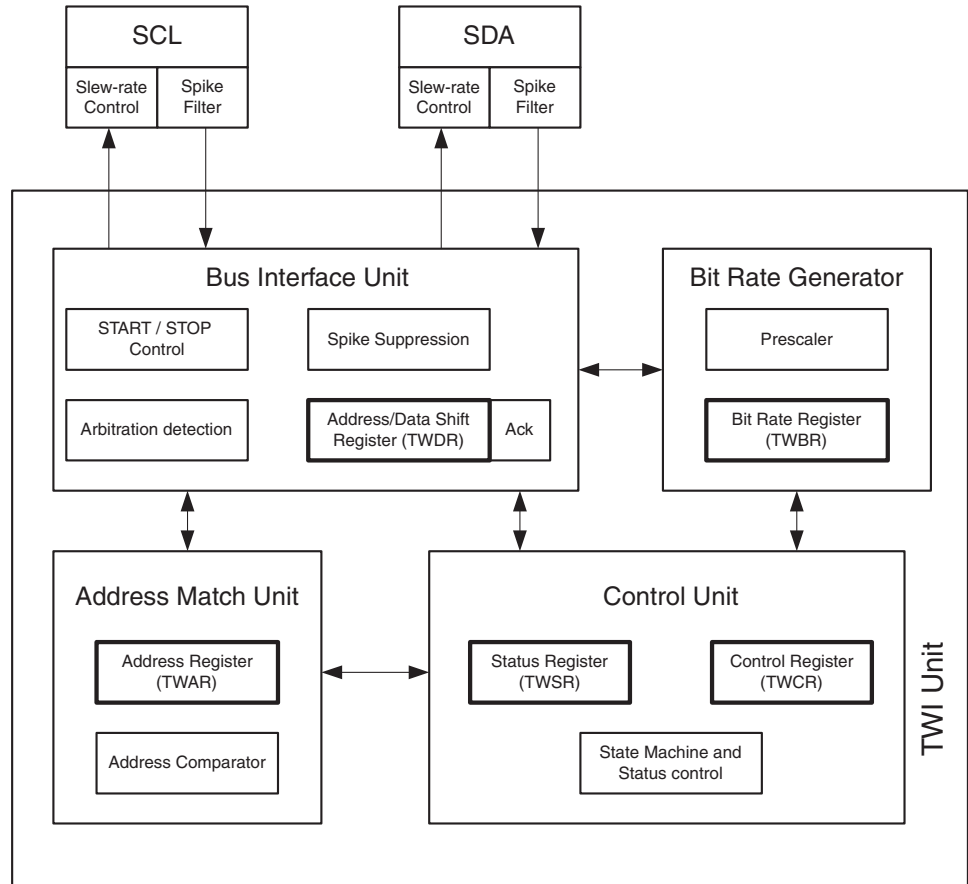 SCL
Slew-rate
Control
Spike
Filter
SDA
Slew-rate
Control
Spike
Filter
Bus Interface Unit
START / STOP
Control
Spike Suppression
Arbitration detection
Address/Data Shift
Register (TWDR)
Ack
Bit Rate Generator
Prescaler
Bit Rate Register
(TWBR)
Address Match Unit
Address Register
(TWAR)
Address Comparator
Control Unit
Status Register
(TWSR)
Control Register
(TWCR)
State Machine and
Status control
TWI Unit